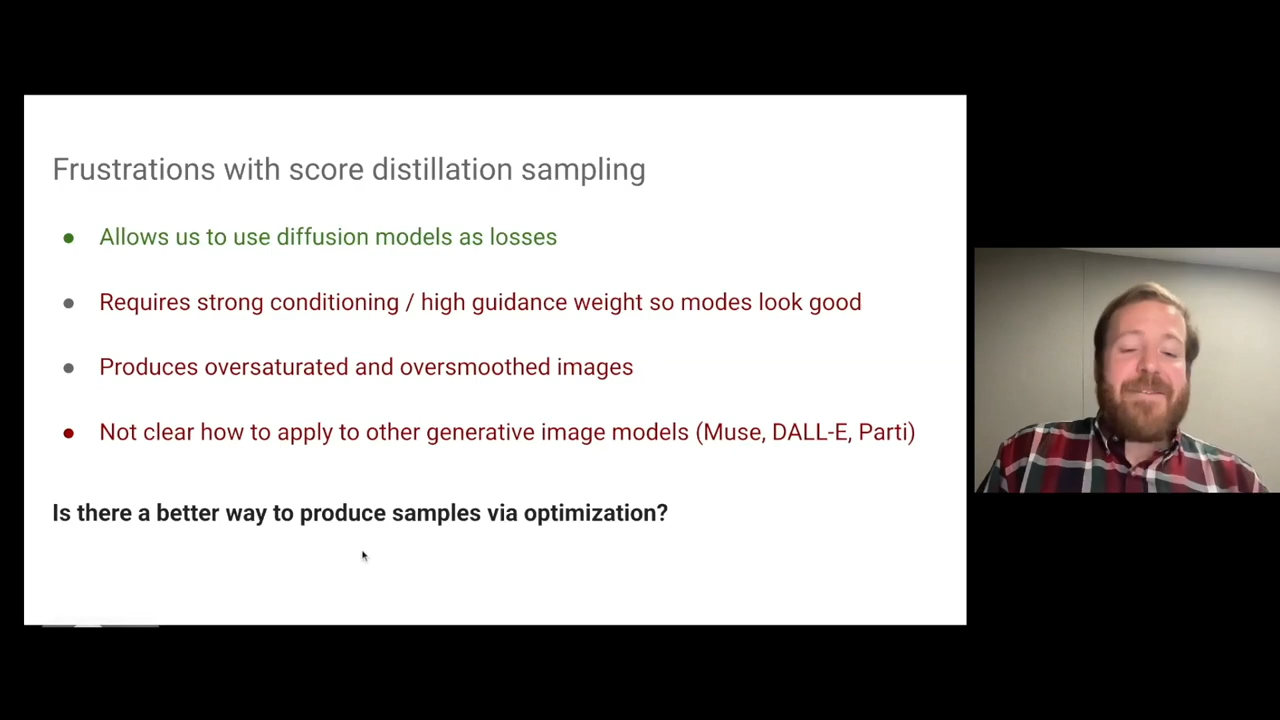 Frustrations with score distillation sampling
● Allows us to use diffusion models as losses
● Requires strong conditioning / high guidance weight so modes look good
● Produces oversaturated and oversmoothed images
● Not clear how to apply to other generative image models (Muse, DALL-E, Parti)
Is there a better way to produce samples via optimization?